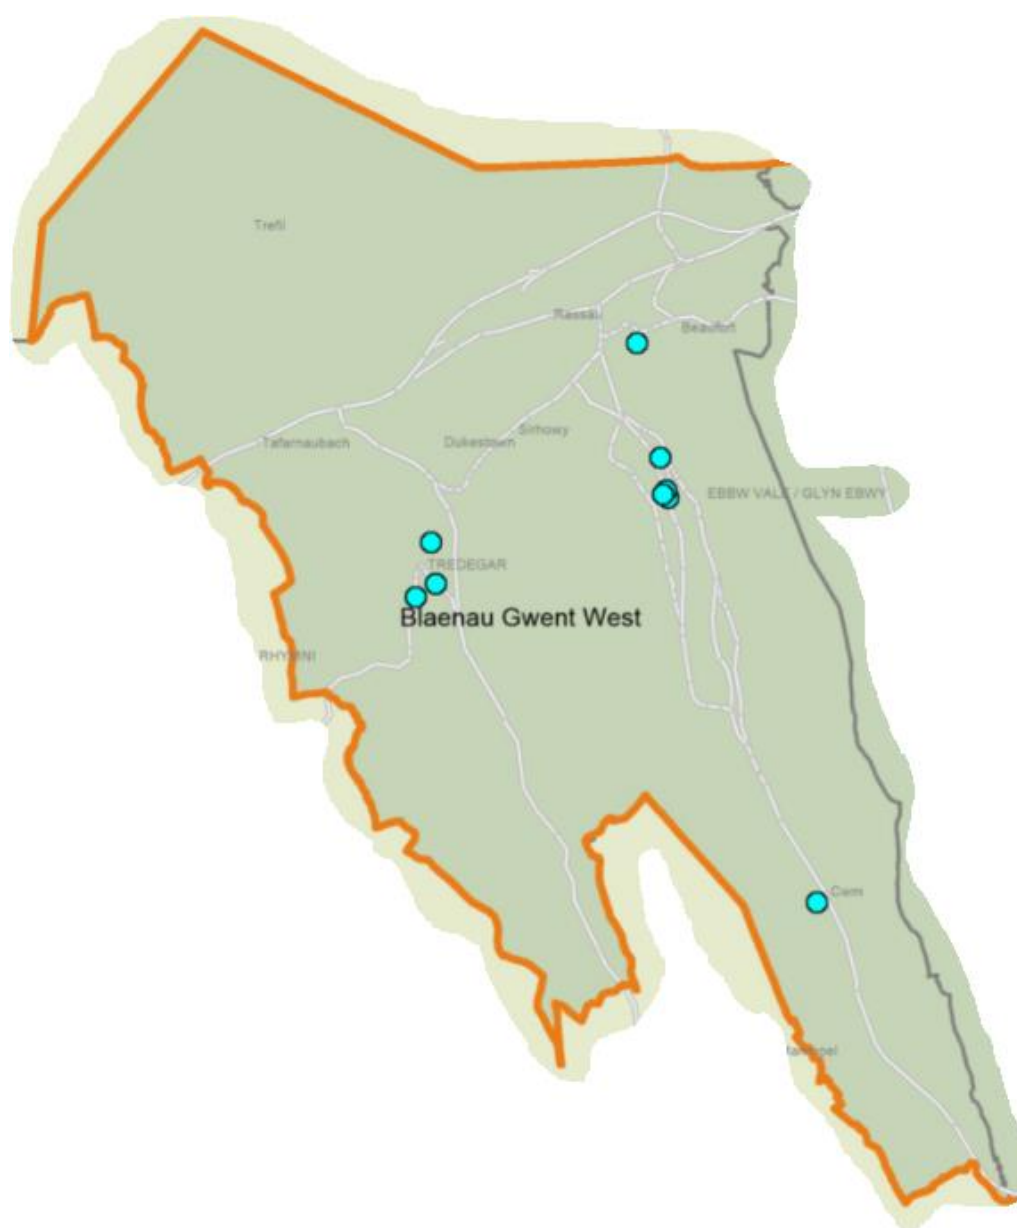 Trefil
Rassau
Beaufort
Tafarnaubach
Dukestown
Sirhowy
EBBW VALE / GLYN EBWY
TREDEGAR
Blaenau Gwent West
RHYMNI
Cwm